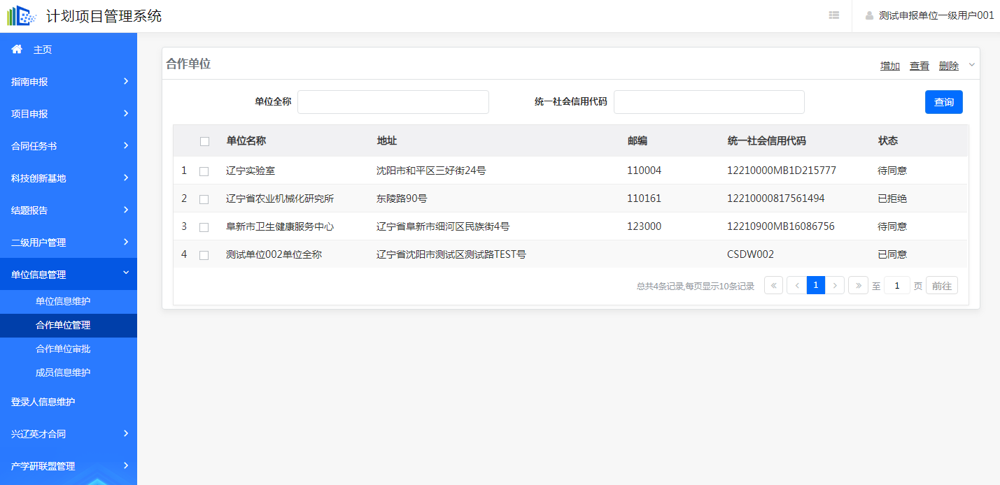 计划项目管理系统
测试申报单位一级用户001
主页
指南申报
项目申报
合同任务书
科技创新基地
结题报告
二级用户管理
单位信息管理
单位信息维护
合作单位管理
合作单位审批
成员信息维护
登录人信息维护
兴辽英才合同
产学研联盟管理
合作单位
增加 查看 删除
单位全称 统一社会信用代码 查询
单位名称 地址 邮编 统一社会信用代码 状态
1 辽宁实验室 沈阳市和平区三好街24号 110004 12210000MB1D215777 待同意
2 辽宁省农业机械化研究所 东陵路90号 110161 12210000817561494 已拒绝
3 阜新市卫生健康服务中心 辽宁省阜新市细河区民族街4号 123000 12210900MB16086756 待同意
4 测试单位002单位全称 辽宁省沈阳市测试区测试路TEST号 CSDW002 已同意
总共4条记录,每页显示10条记录 « ‹ 1 › » 至 1 页 前往